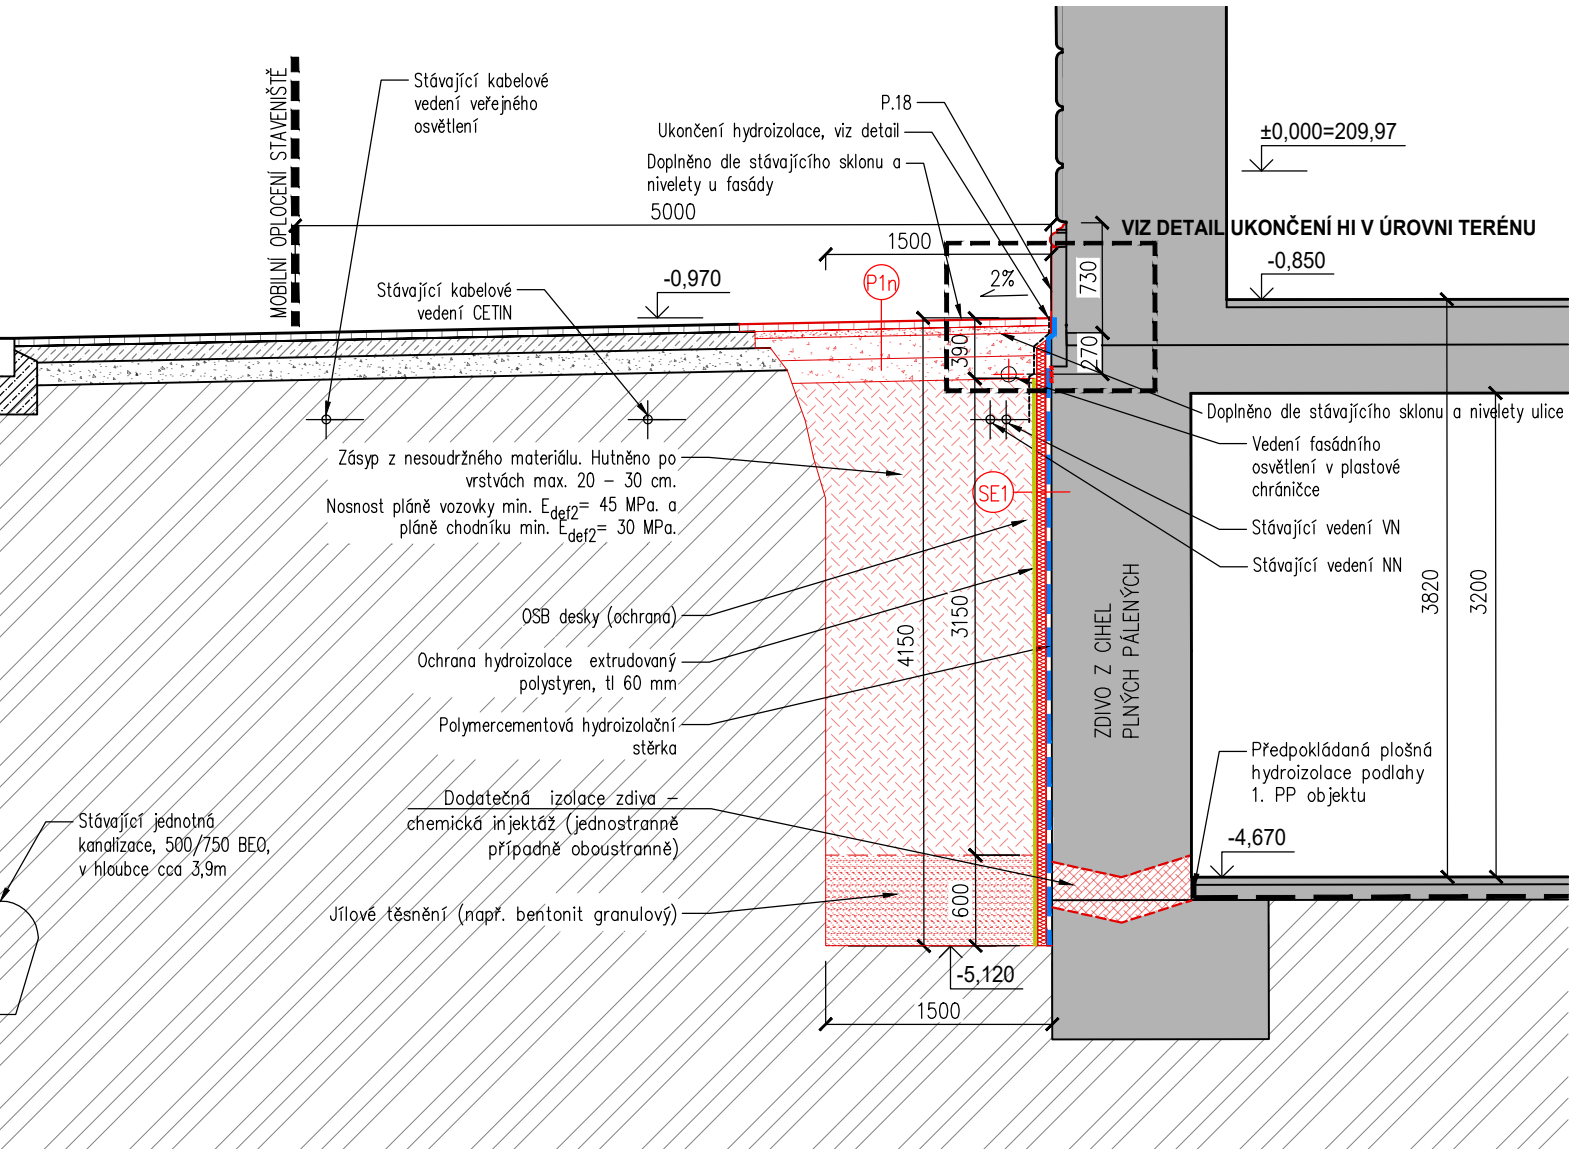 MOBILNÍ OPLOCENÍ STAVENIŠTĚ
Stávající kabelové
vedení veřejného
osvětlení
P.18
Ukončení hydroizolace, viz detail
Doplněno dle stávajícího sklonu a
nivelety u fasády
5000
1500
±0,000=209,97
VIZ DETAIL UKONČENÍ HI V ÚROVNI TERÉNU
-0,850
-0,970
P1n
2%
730
Stávající kabelové
vedení CETIN
390
270
Doplněno dle stávajícího sklonu a nivelety ulice
Vedení fasádního
osvětlení v plastové
chráničce
Stávající vedení VN
Stávající vedení NN
Zásyp z nesoudržného materiálu. Hutněno po
vrstvách max. 20 – 30 cm.
Nosnost pláně vozovky min. Edef2= 45 MPa. a
pláně chodníku min. Edef2= 30 MPa.
SE1
OSB desky (ochrana)
Ochrana hydroizolace extrudovaný
polystyren, tl 60 mm
Polymercementová hydroizolační
stěrka
4150
3150
ZDIVO Z CIHEL
PLNÝCH PÁLENÝCH
3820
3200
Předpokládaná plošná
hydroizolace podlahy
1. PP objektu
-4,670
Dodatečná izolace zdiva –
chemická injektáž (jednostranně
případně oboustranně)
Stávající jednotná
kanalizace, 500/750 BEO,
v hloubce cca 3,9m
Jílové těsnění (např. bentonit granulový)
600
-5,120
1500